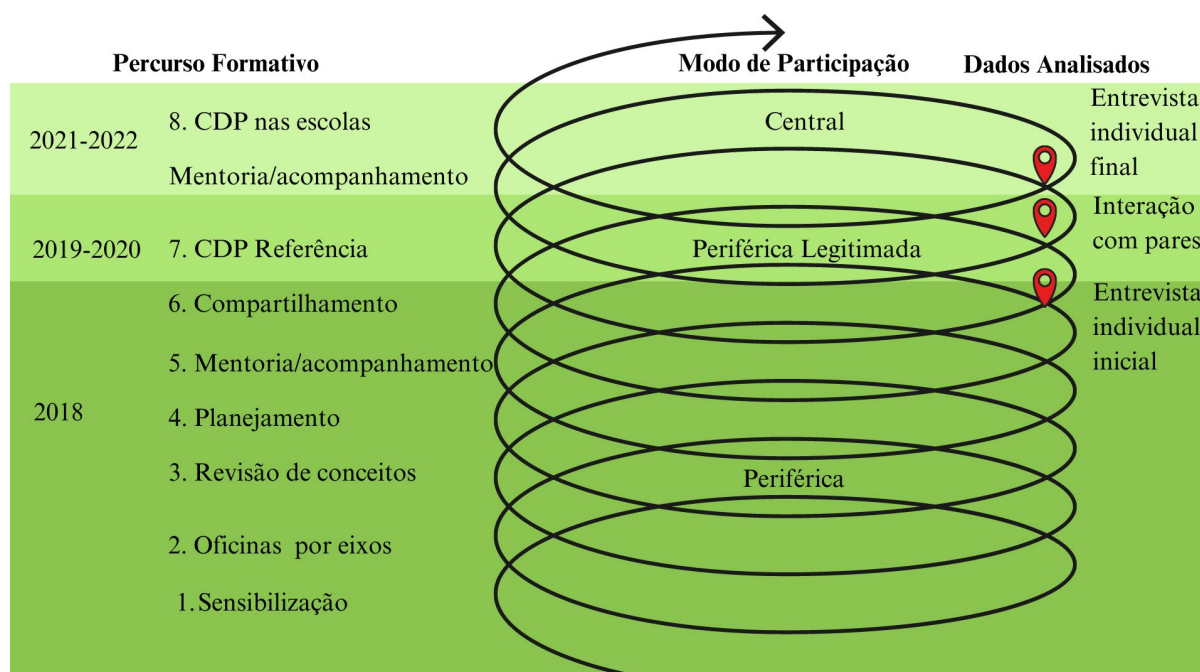 Percurso Formativo
Modo de Participação
Dados Analisados
2021-2022
8. CDP nas escolas
Mentoria/acompanhamento
Central
Entrevista
individual
final
2019-2020
7. CDP Referência
Periférica Legitimada
Interação
com pares
2018
6. Compartilhamento
5. Mentoria/acompanhamento
4. Planejamento
3. Revisão de conceitos
2. Oficinas por eixos
1. Sensibilização
Periférica
Entrevista
individual
inicial